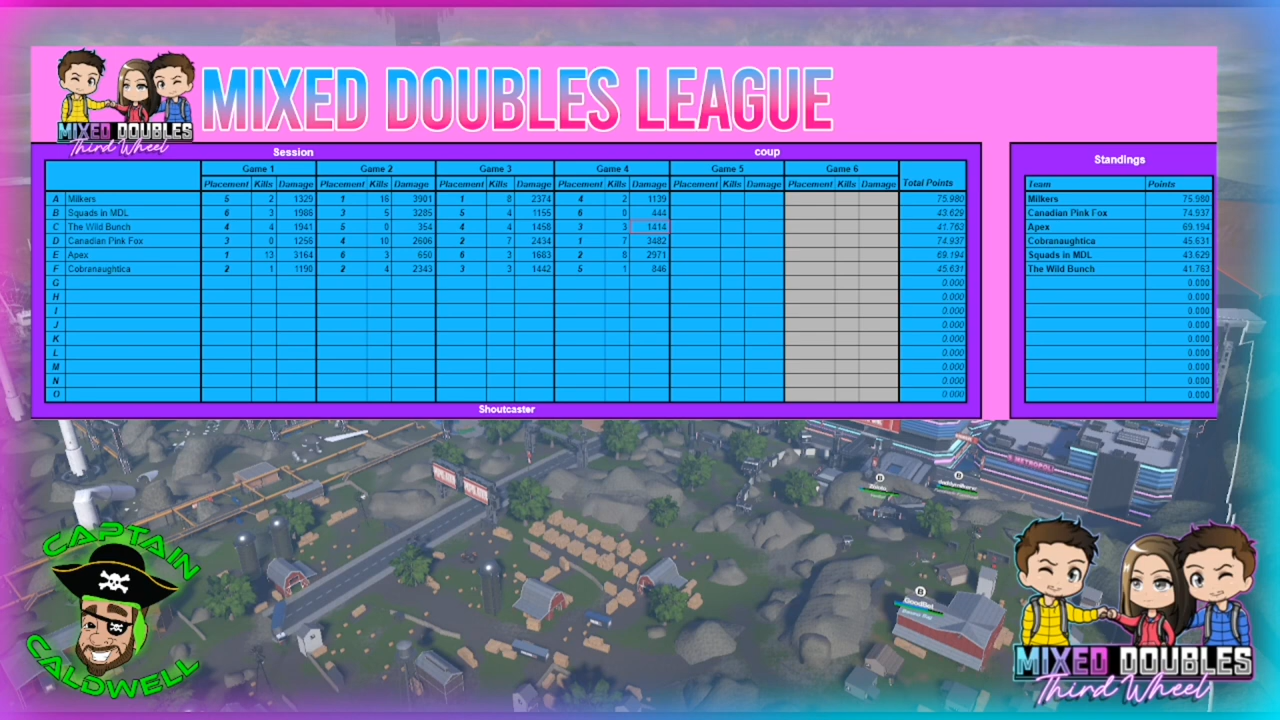 MIXED DOUBLES
Third Wheel
MIXED DOUBLES LEAGUE
Session coup
Game 1 Game 2 Game 3 Game 4 Game 5 Game 6
Placement Kills Damage Placement Kills Damage Placement Kills Damage Placement Kills Damage Placement Kills Damage Placement Kills Damage Total Points
A Milkers 5 2 1329 1 16 3901 1 8 2374 4 2 1139 75.980
B Squads in MDL 6 3 1986 3 5 3285 5 4 1155 6 0 444 43.629
C The Wild Bunch 4 4 1941 5 0 354 4 4 1458 3 3 1414 41.763
D Canadian Pink Fox 3 0 1256 4 10 2606 2 7 2434 1 7 3482 74.937
E Apex 1 13 3164 6 3 650 6 3 1683 2 8 2971 69.194
F Cobranaughtica 2 1 1190 2 4 2343 3 3 1442 5 1 846 45.631
G 0.000
H 0.000
I 0.000
J 0.000
K 0.000
L 0.000
M 0.000
N 0.000
O 0.000
Shoutcaster
Standings
Team Points
Milkers 75.980
Canadian Pink Fox 74.937
Apex 69.194
Cobranaughtica 45.631
Squads in MDL 43.629
The Wild Bunch 41.763
0.000
0.000
0.000
0.000
0.000
0.000
0.000
0.000
0.000
METROPOLI
B
B
B
GoodBot
CAPTAIN
CALDWELL
MIXED DOUBLES
Third Wheel